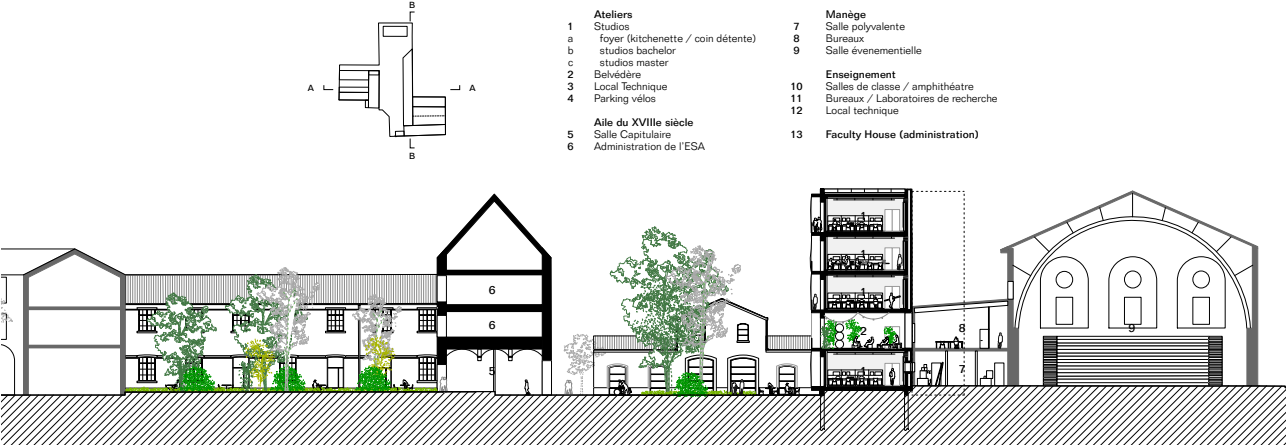 B
A
A
B
Ateliers
1 Studios
a foyer (kitchenette / coin détente)
b studios bachelor
c studios master
2 Belvédère
3 Local Technique
4 Parking vélos
Aile du XVIIIe siècle
5 Salle Capitulaire
6 Administration de l'ESA
Manège
7 Salle polyvalente
8 Bureaux
9 Salle évenementielle
Enseignement
10 Salles de classe / amphithéatre
11 Bureaux / Laboratoires de recherche
12 Local technique
13 Faculty House (administration)
6
6
5
1
1
1
2
1
8
7
9